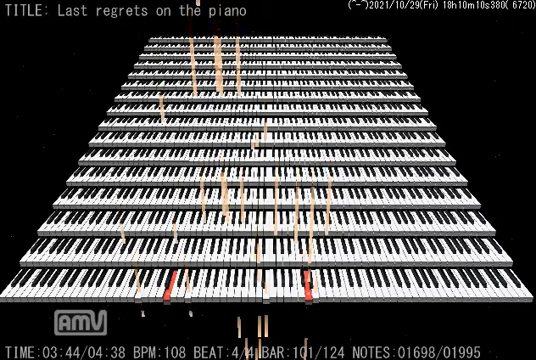 TITLE: Last regrets on the piano
(^-^)2021/10/29(Fri) 18h10m10s380( 6720)
AMV
TIME:03:44/04:38 BPM:108 BEAT:4/4 BAR:101/124 NOTES:01698/01995